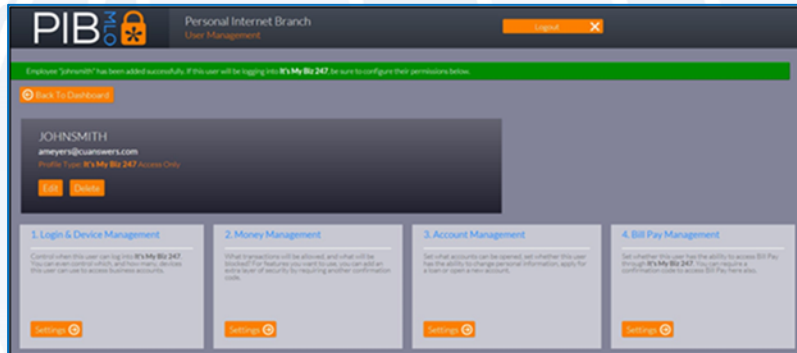 PIB MLO
Personal Internet Branch
User Management
Logout X
Employee "johnsmith" has been added successfully. If this user will be logging into It's My Biz 247, be sure to configure their permissions below.
Back To Dashboard
JOHNSMITH
ameyers@cuanswers.com
Profile Type: It's My Biz 247 Access Only
Edit Delete
1. Login & Device Management
Control when this user can log into It's My Biz 247.
You can even control which, and how many, devices
this user can use to access business accounts.
Settings
2. Money Management
What transactions will be allowed, and what will be
blocked? For features you want to use, you can add an
extra layer of security by requiring another confirmation
code.
Settings
3. Account Management
Set what accounts can be opened, set whether this user
has the ability to change personal information, apply for
a loan or open a new account.
Settings
4. Bill Pay Management
Set whether this user has the ability to access Bill Pay
through It's My Biz 247. You can require a
confirmation code to access Bill Pay here also.
Settings